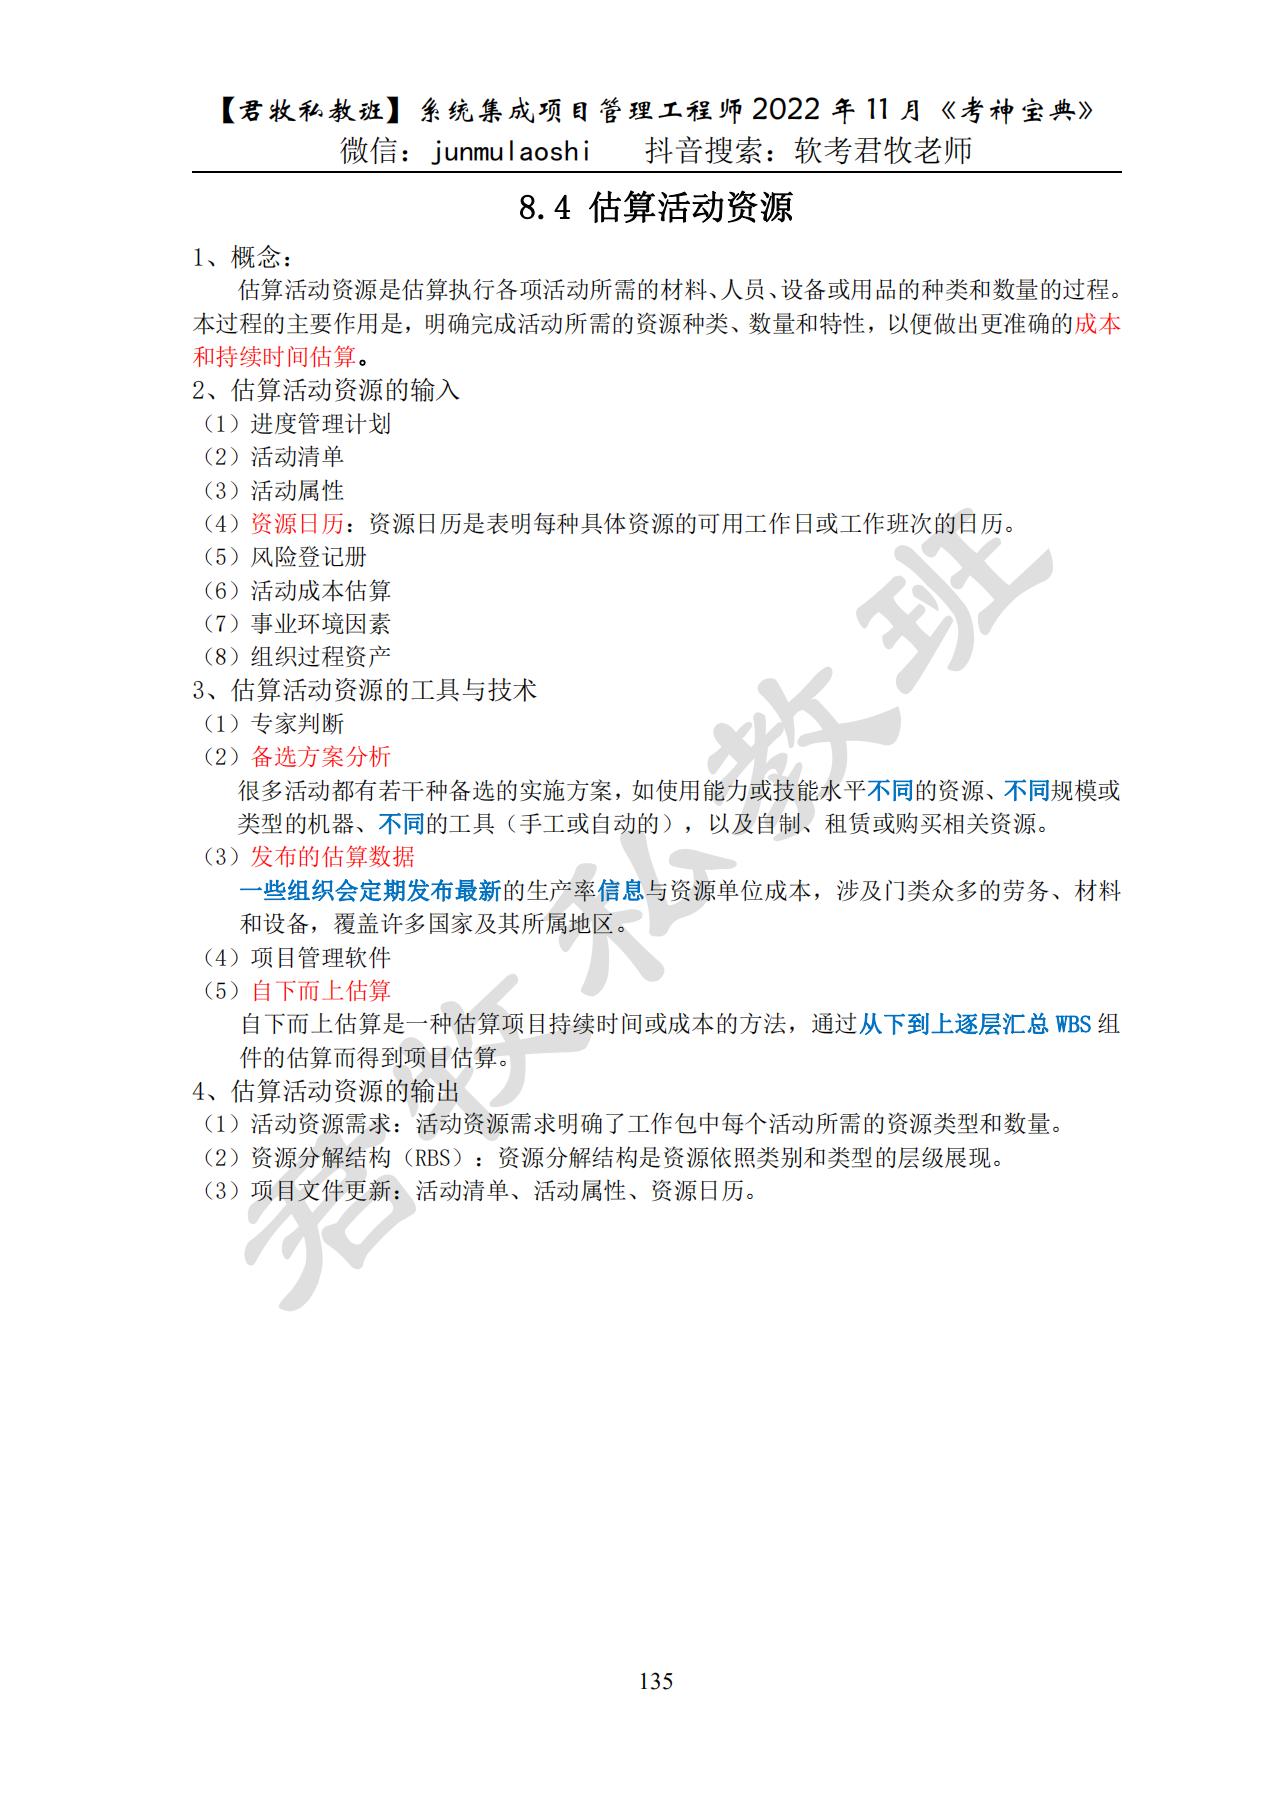 【君牧私教班】系统集成项目管理工程师 2022 年 11 月《考神宝典》
微信：junmulaoshi 抖音搜索：软考君牧老师
8.4 估算活动资源
1、概念：
估算活动资源是估算执行各项活动所需的材料、人员、设备或用品的种类和数量的过程。
本过程的主要作用是，明确完成活动所需的资源种类、数量和特性，以便做出更准确的成本
和持续时间估算。
2、估算活动资源的输入
（1）进度管理计划
（2）活动清单
（3）活动属性
（4）资源日历：资源日历是表明每种具体资源的可用工作日或工作班次的日历。
（5）风险登记册
（6）活动成本估算
（7）事业环境因素
（8）组织过程资产
3、估算活动资源的工具与技术
（1）专家判断
（2）备选方案分析
很多活动都有若干种备选的实施方案，如使用能力或技能水平不同的资源、不同规模或
类型的机器、不同的工具（手工或自动的），以及自制、租赁或购买相关资源。
（3）发布的估算数据
一些组织会定期发布最新的生产率信息与资源单位成本，涉及门类众多的劳务、材料
和设备，覆盖许多国家及其所属地区。
（4）项目管理软件
（5）自下而上估算
自下而上估算是一种估算项目持续时间或成本的方法，通过从下到上逐层汇总 WBS 组
件的估算而得到项目估算。
4、估算活动资源的输出
（1）活动资源需求：活动资源需求明确了工作包中每个活动所需的资源类型和数量。
（2）资源分解结构（RBS）：资源分解结构是资源依照类别和类型的层级展现。
（3）项目文件更新：活动清单、活动属性、资源日历。
君牧私教班
135